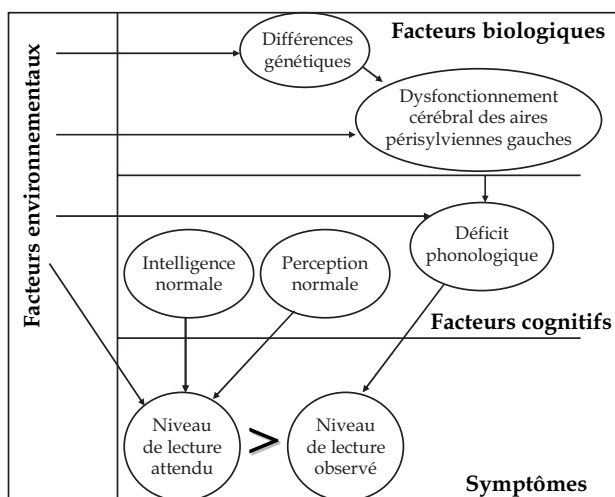 Facteurs environnementaux
Facteurs biologiques
Différences
génétiques
Dysfonctionnement
cérébral des aires
périsylviennes gauches
Déficit
phonologique
Intelligence
normale
Perception
normale
Facteurs cognitifs
Niveau
de lecture
attendu
>
Niveau
de lecture
observé
Symptômes